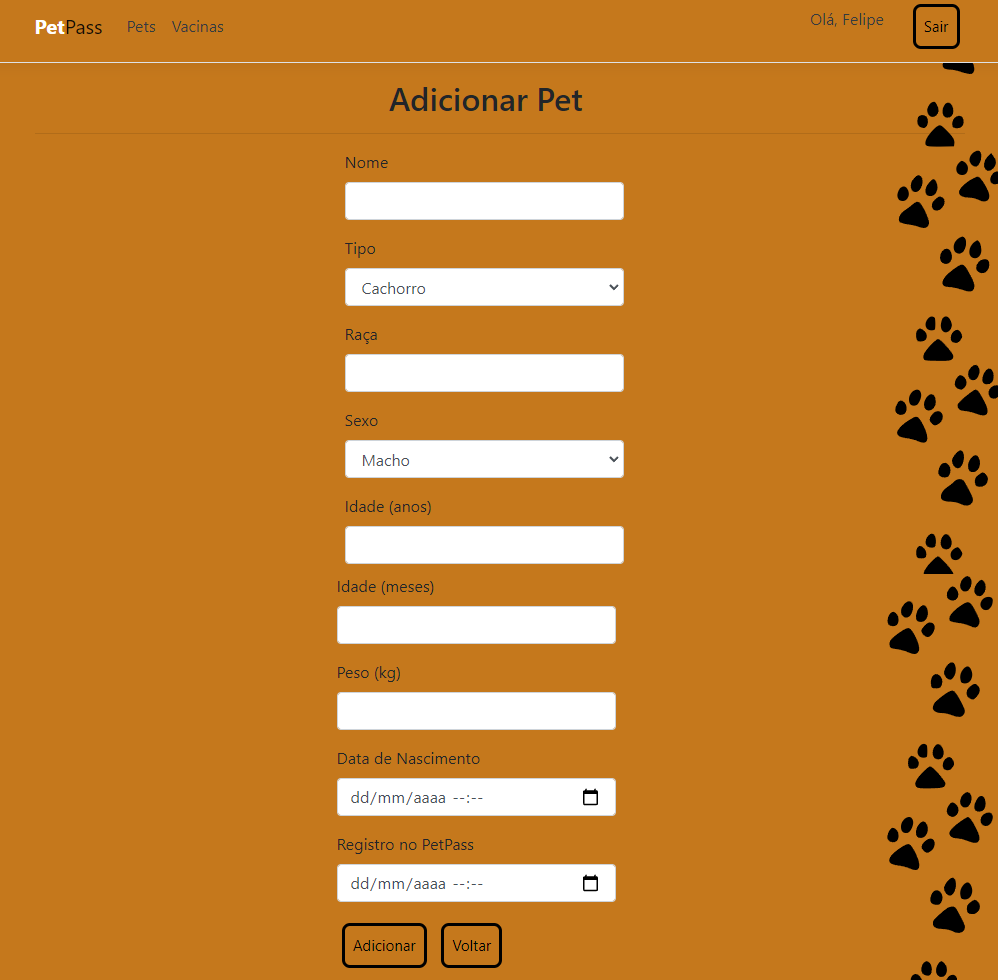 PetPass Pets Vacinas Olá, Felipe Sair
Adicionar Pet
Nome
Tipo
Cachorro
Raça
Sexo
Macho
Idade (anos)
Idade (meses)
Peso (kg)
Data de Nascimento
dd/mm/aaaa --:--
Registro no PetPass
dd/mm/aaaa --:--
Adicionar Voltar